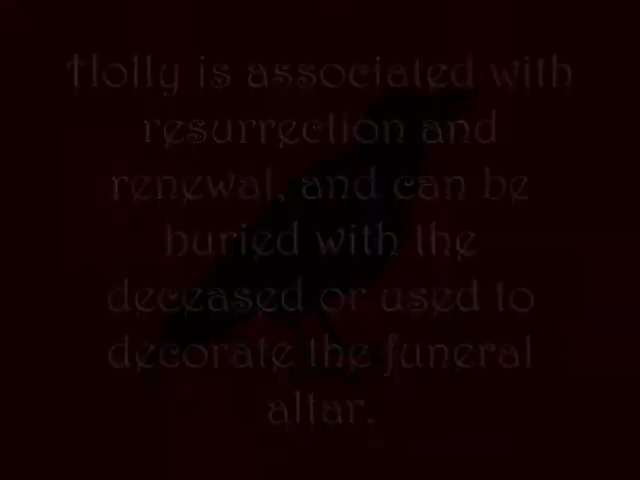 Holly is associated with
resurrection and
renewal, and can be
buried with the
deceased or used to
decorate the funeral
altar.